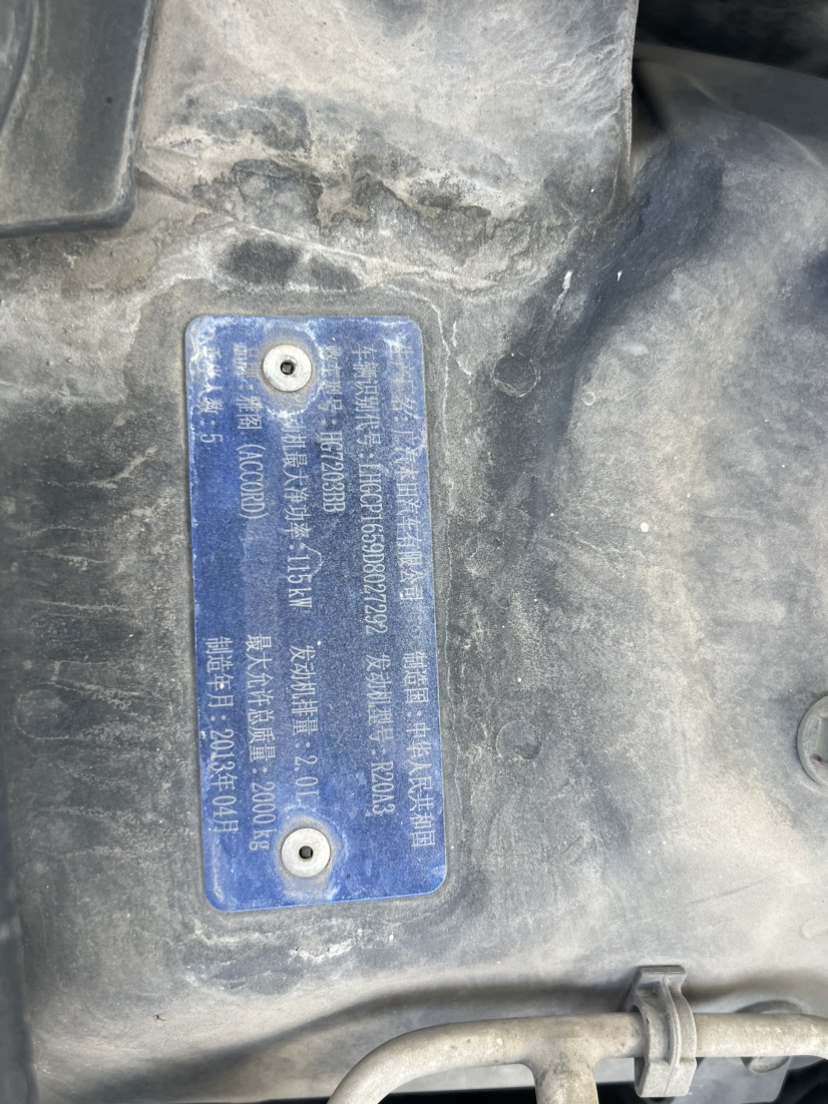 广汽本田汽车有限公司 制造国：中华人民共和国
车辆识别代号：LHGCP1659D8027292 发动机型号：R20A3
型号：HG7203BB
动机最大净功率：115kW 发动机排量：2.0L
雅阁 (ACCORD) 最大允许总质量：2000kg
人数：5 制造年月：2013年04月